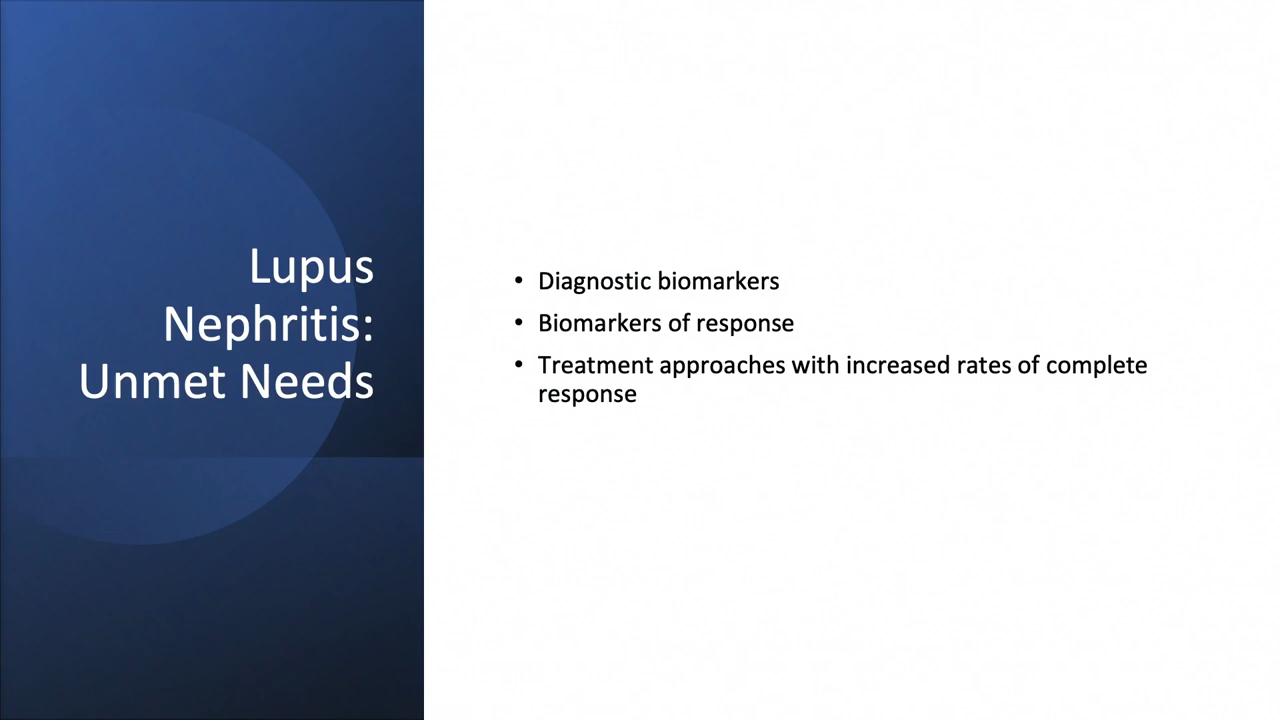 Lupus
Nephritis:
Unmet Needs
• Diagnostic biomarkers
• Biomarkers of response
• Treatment approaches with increased rates of complete
response